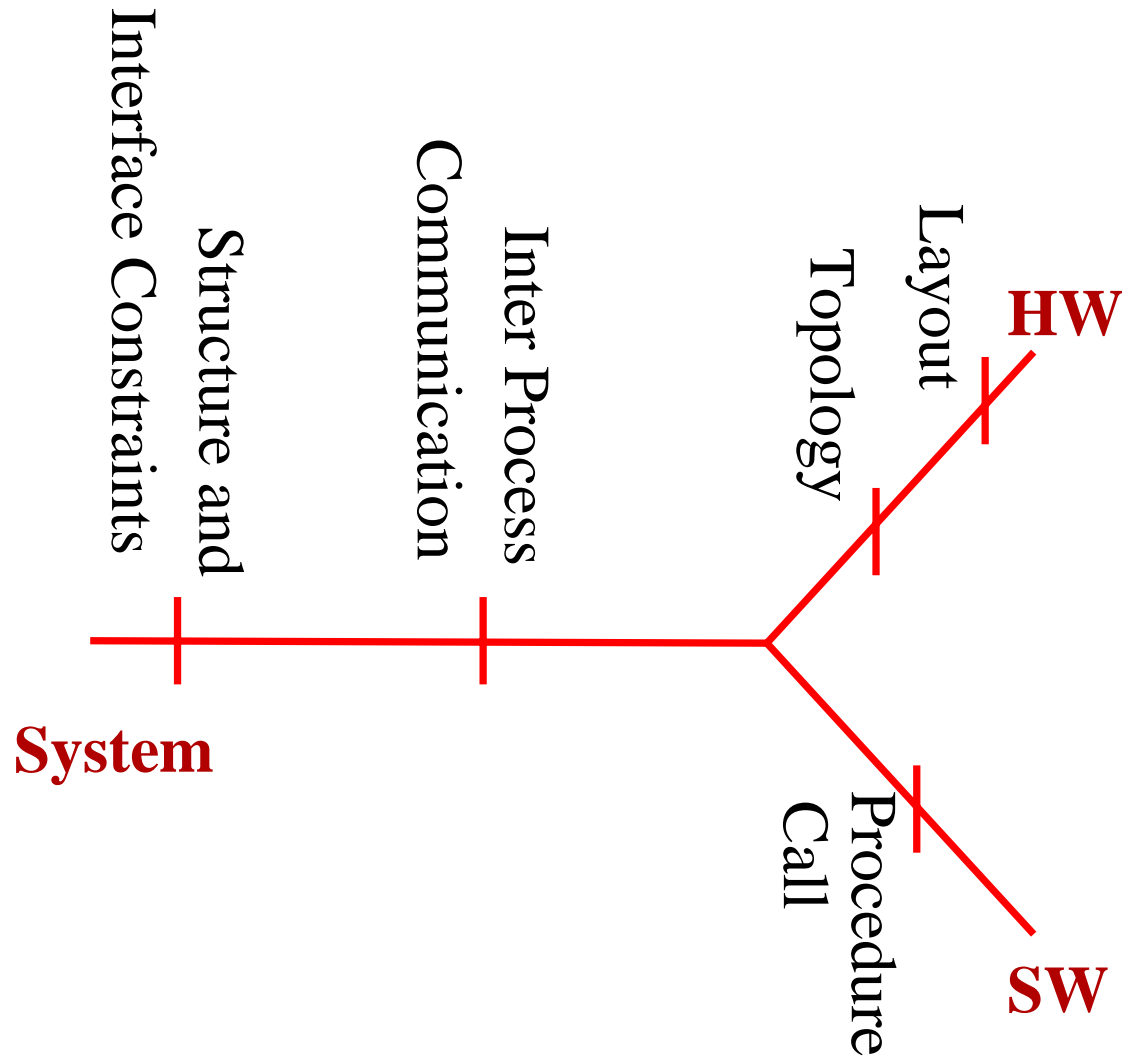 Structure and
Interface Constraints
Inter Process
Communication
Topology
Layout
HW
System
Procedure
Call
SW